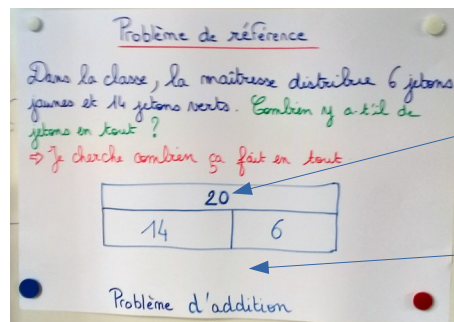 Problème de référence
Dans la classe, la maîtresse distribue 6 jetons
jaunes et 14 jetons verts. Combien y a-t'il de
jetons en tout ?
⇒ Je cherche combien ça fait en tout
20
14 6
Problème d'addition